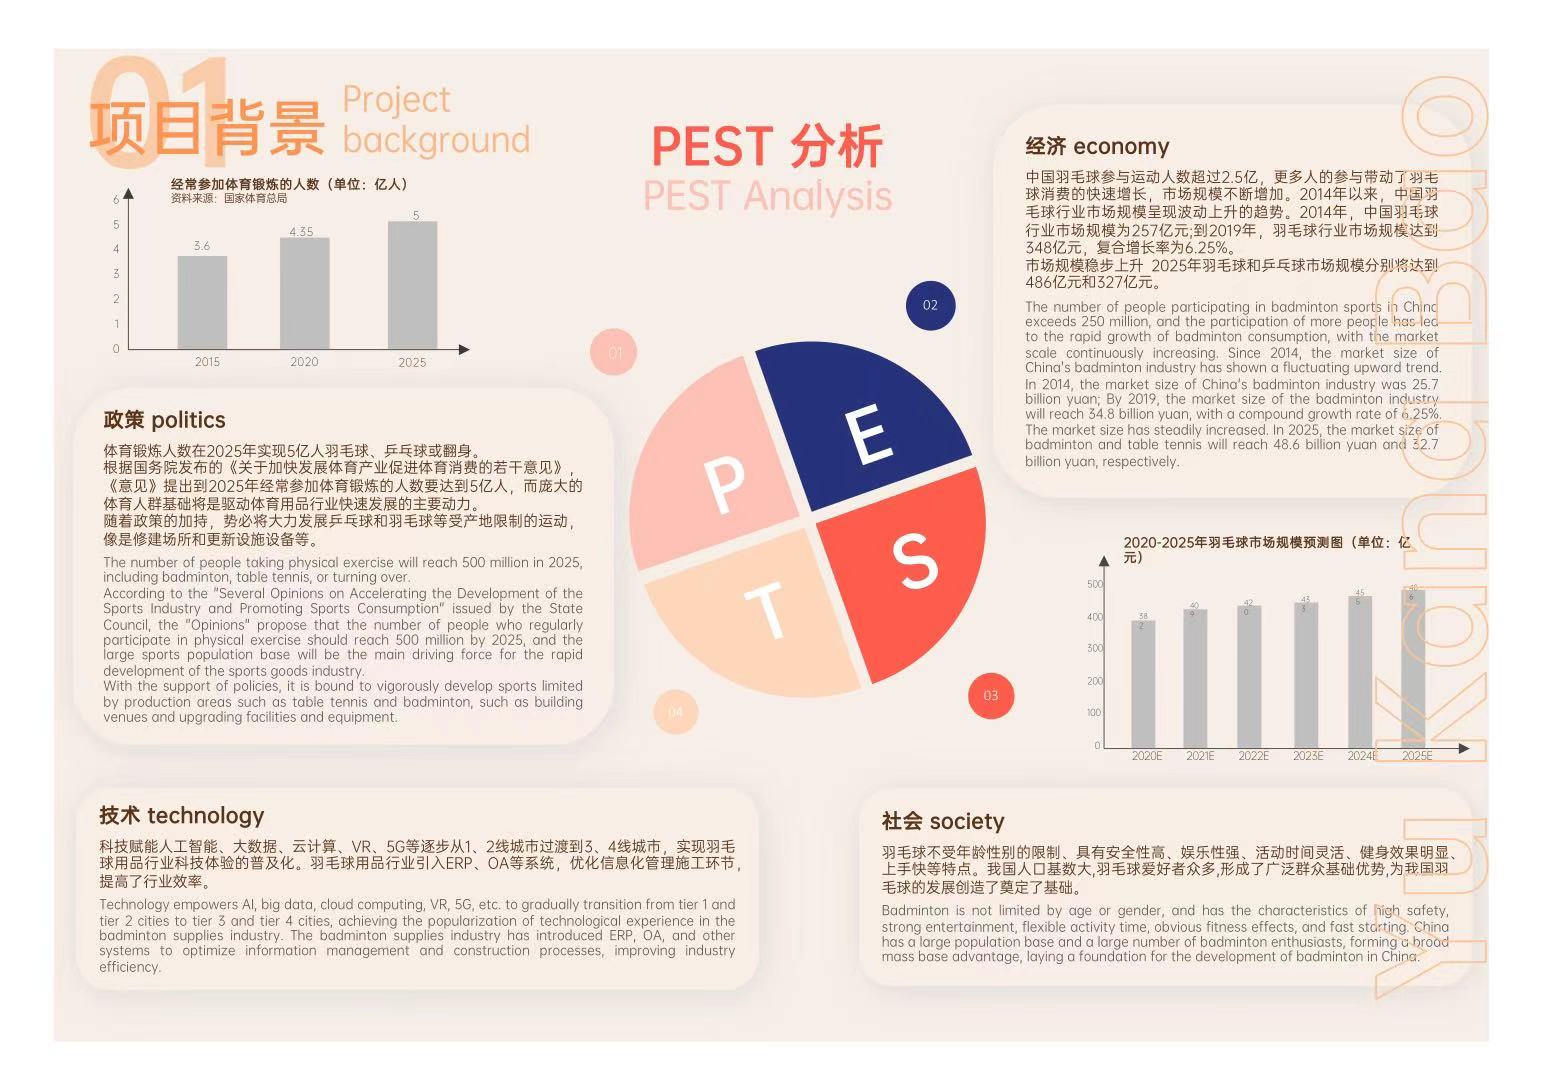 01
项目背景
Project
background
经常参加体育锻炼的人数（单位：亿人）
资料来源：国家体育总局
6
5
4
3
2
1
0
3.6
4.35
5
2015
2020
2025
PEST 分析
PEST Analysis
01
02
03
04
P
E
S
T
政策 politics
体育锻炼人数在2025年实现5亿人羽毛球、乒乓球或翻身。
根据国务院发布的《关于加快发展体育产业促进体育消费的若干意见》，
《意见》提出到2025年经常参加体育锻炼的人数要达到5亿人，而庞大的
体育人群基础将是驱动体育用品行业快速发展的主要动力。
随着政策的加持，势必将大力发展乒乓球和羽毛球等受产地限制的运动，
像是修建场所和更新设施设备等。
The number of people taking physical exercise will reach 500 million in 2025,
including badminton, table tennis, or turning over.
According to the "Several Opinions on Accelerating the Development of the
Sports Industry and Promoting Sports Consumption" issued by the State
Council, the "Opinions" propose that the number of people who regularly
participate in physical exercise should reach 500 million by 2025, and the
large sports population base will be the main driving force for the rapid
development of the sports goods industry.
With the support of policies, it is bound to vigorously develop sports limited
by production areas such as table tennis and badminton, such as building
venues and upgrading facilities and equipment.
经济 economy
中国羽毛球参与运动人数超过2.5亿，更多人的参与带动了羽毛
球消费的快速增长，市场规模不断增加。2014年以来，中国羽
毛球行业市场规模呈现波动上升的趋势。2014年，中国羽毛球
行业市场规模为257亿元;到2019年，羽毛球行业市场规模达到
348亿元，复合增长率为6.25%。
市场规模稳步上升 2025年羽毛球和乒乓球市场规模分别将达到
486亿元和327亿元。
The number of people participating in badminton sports in China
exceeds 250 million, and the participation of more people has led
to the rapid growth of badminton consumption, with the market
scale continuously increasing. Since 2014, the market size of
China's badminton industry has shown a fluctuating upward trend.
In 2014, the market size of China's badminton industry was 25.7
billion yuan; By 2019, the market size of the badminton industry
will reach 34.8 billion yuan, with a compound growth rate of 6.25%.
The market size has steadily increased. In 2025, the market size of
badminton and table tennis will reach 48.6 billion yuan and 32.7
billion yuan, respectively.
2020-2025年羽毛球市场规模预测图（单位：亿
元）
500
400
300
200
100
0
382
409
420
433
455
486
2020E
2021E
2022E
2023E
2024E
2025E
技术 technology
科技赋能人工智能、大数据、云计算、VR、5G等逐步从1、2线城市过渡到3、4线城市，实现羽毛
球用品行业科技体验的普及化。羽毛球用品行业引入ERP、OA等系统，优化信息化管理施工环节，
提高了行业效率。
Technology empowers AI, big data, cloud computing, VR, 5G, etc. to gradually transition from tier 1 and
tier 2 cities to tier 3 and tier 4 cities, achieving the popularization of technological experience in the
badminton supplies industry. The badminton supplies industry has introduced ERP, OA, and other
systems to optimize information management and construction processes, improving industry
efficiency.
社会 society
羽毛球不受年龄性别的限制、具有安全性高、娱乐性强、活动时间灵活、健身效果明显、
上手快等特点。我国人口基数大,羽毛球爱好者众多,形成了广泛群众基础优势,为我国羽
毛球的发展创造了奠定了基础。
Badminton is not limited by age or gender, and has the characteristics of high safety,
strong entertainment, flexible activity time, obvious fitness effects, and fast starting. China
has a large population base and a large number of badminton enthusiasts, forming a broad
mass base advantage, laying a foundation for the development of badminton in China.
Yu Kang Bao